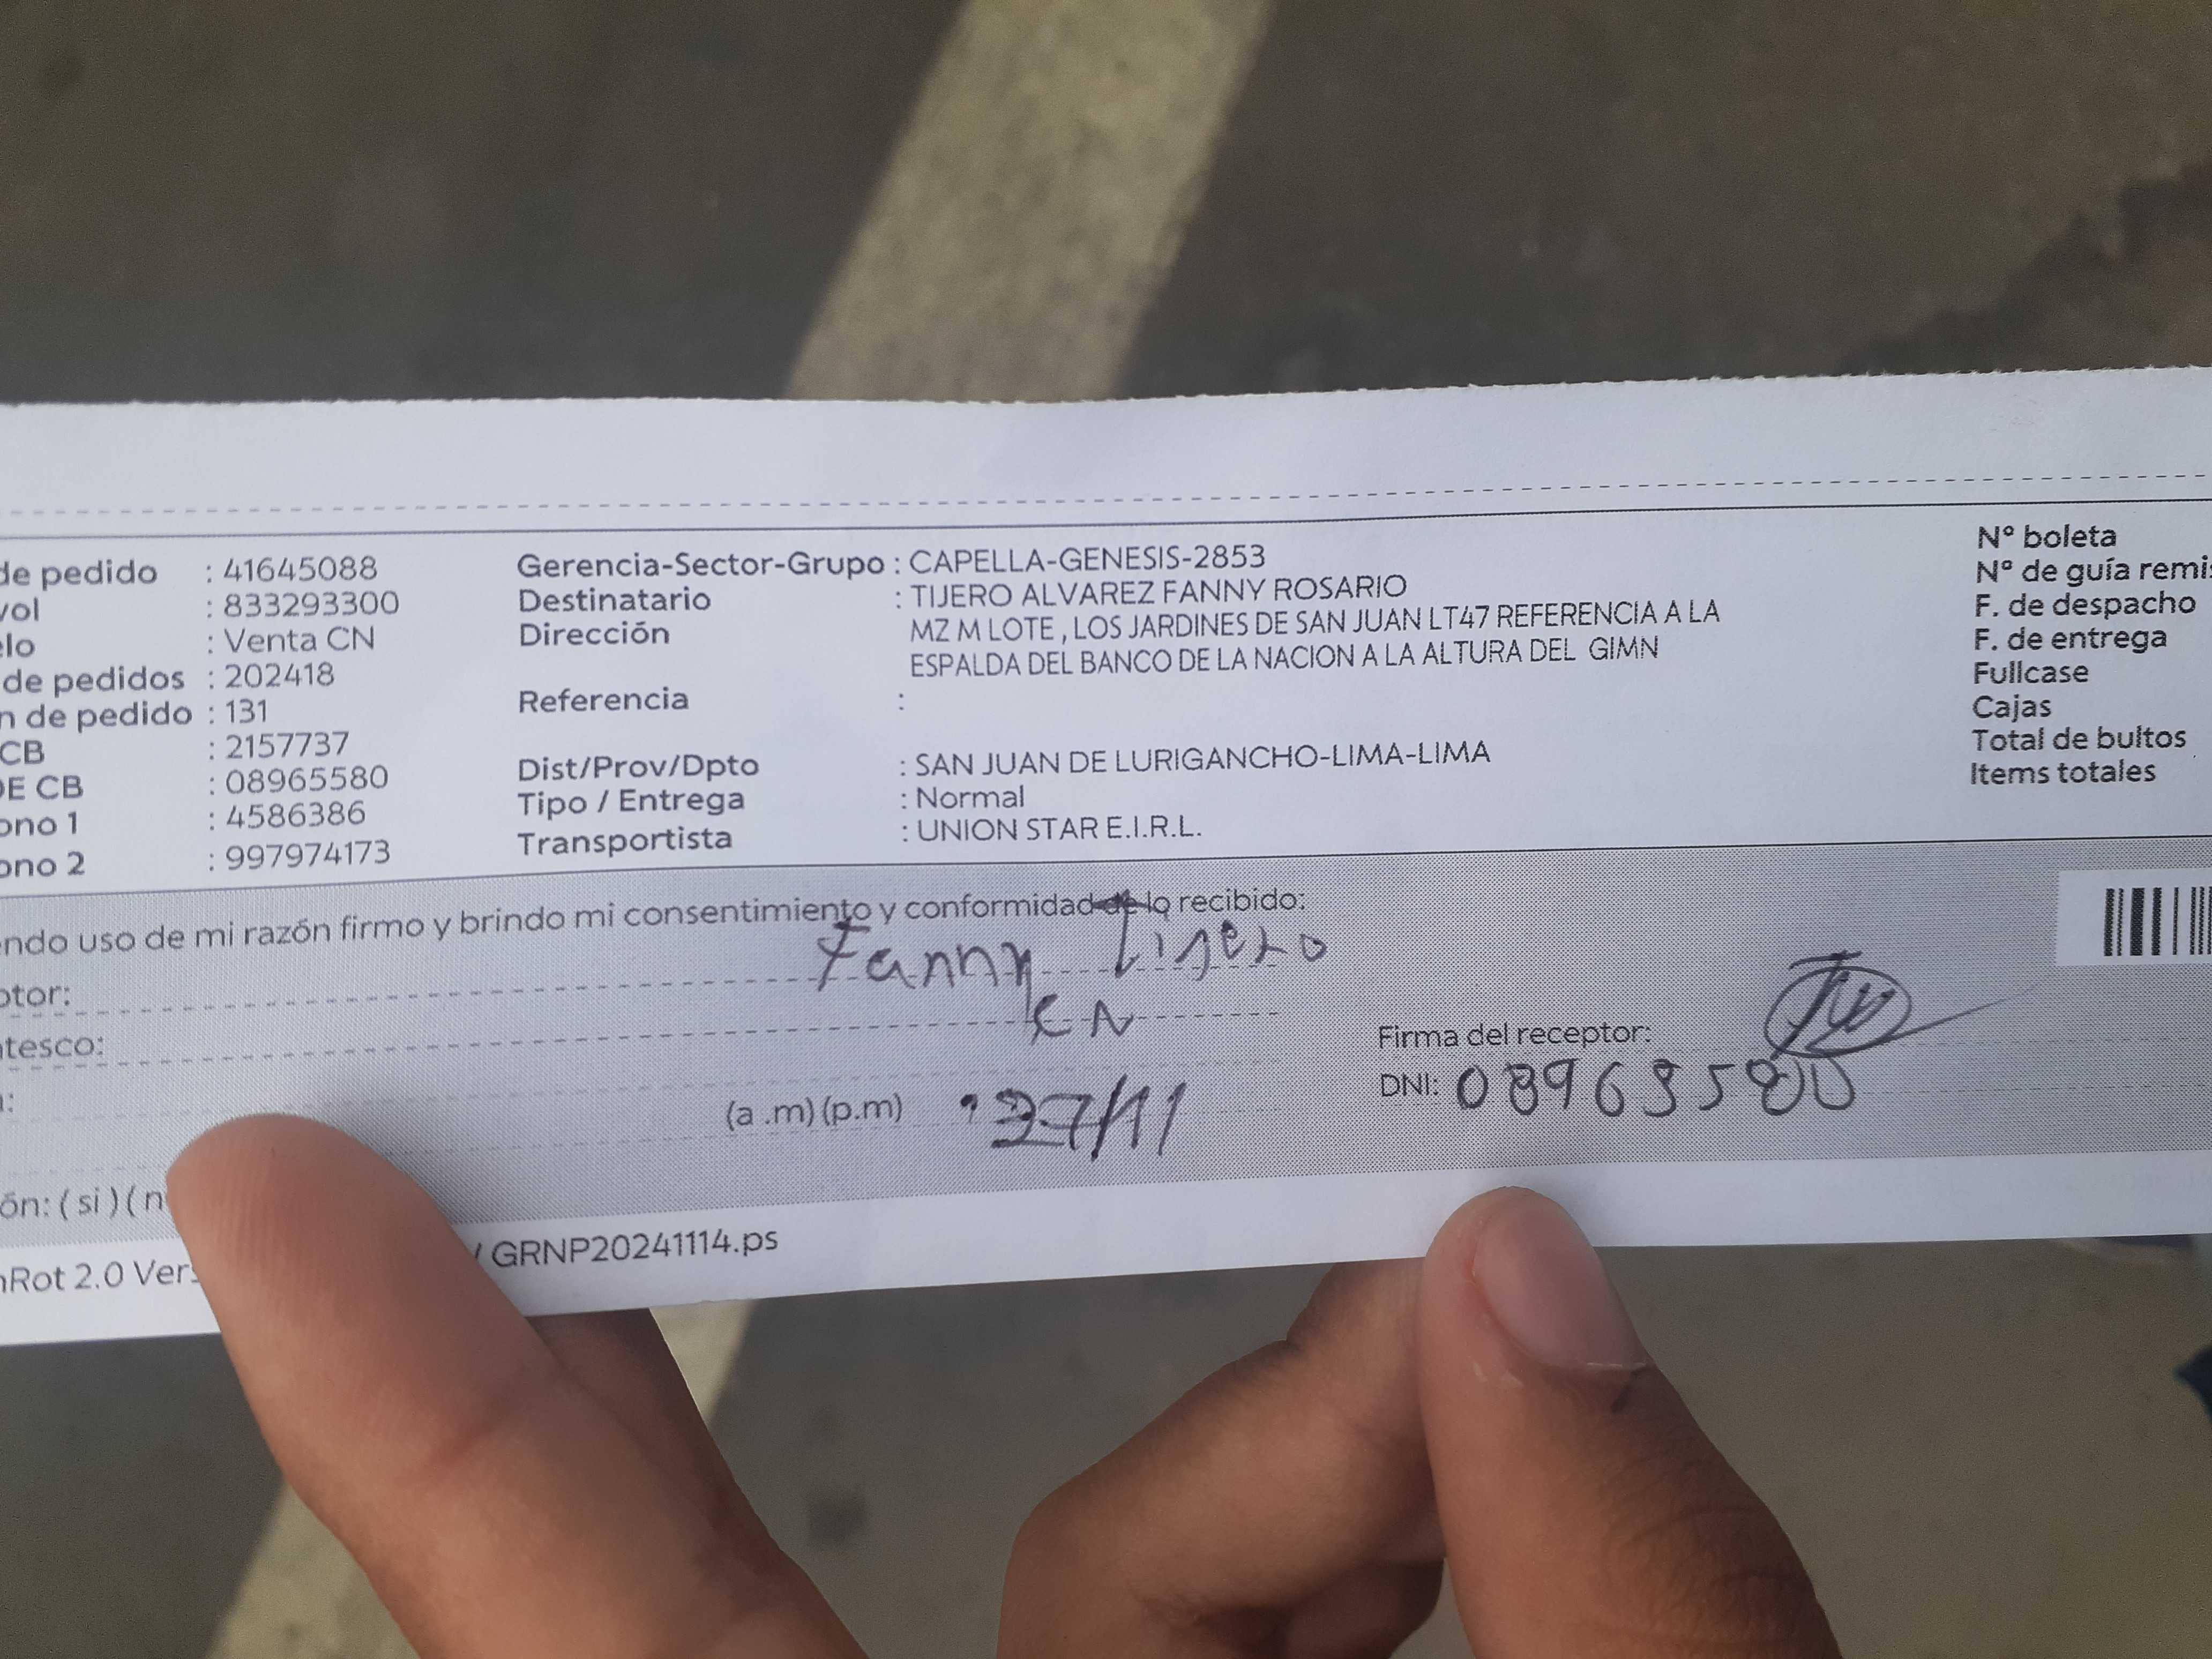 de pedido : 41645088
vol : 833293300
elo : Venta CN
de pedidos : 202418
n de pedido : 131
CB : 2157737
DE CB : 08965580
ono 1 : 4586386
ono 2 : 997974173
Gerencia-Sector-Grupo : CAPELLA-GENESIS-2853
Destinatario : TIJERO ALVAREZ FANNY ROSARIO
Dirección MZ M LOTE , LOS JARDINES DE SAN JUAN LT47 REFERENCIA A LA
ESPALDA DEL BANCO DE LA NACION A LA ALTURA DEL GIMN
Referencia :
Dist/Prov/Dpto : SAN JUAN DE LURIGANCHO-LIMA-LIMA
Tipo / Entrega : Normal
Transportista : UNION STAR E.I.R.L.
Nº boleta
Nº de guía remis
F. de despacho
F. de entrega
Fullcase
Cajas
Total de bultos
Items totales
endo uso de mi razón firmo y brindo mi consentimiento y conformidad de lo recibido:
ptor: Fanny Tijero
ntesco: CN
(a .m) (p.m) 27/11
Firma del receptor:
DNI: 08965580
ón: ( si ) ( n
nRot 2.0 Vers / GRNP20241114.ps